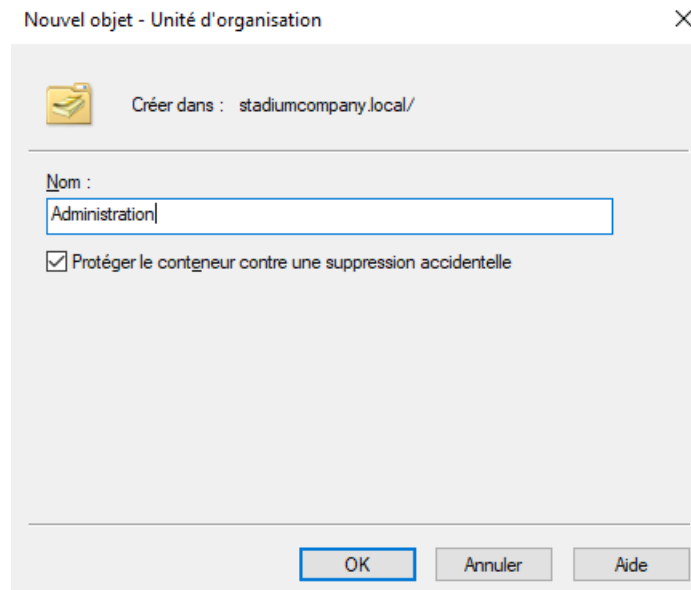 Nouvel objet - Unité d'organisation
Créer dans : stadiumcompany.local/
Nom :
Administration
Protéger le conteneur contre une suppression accidentelle
OK Annuler Aide